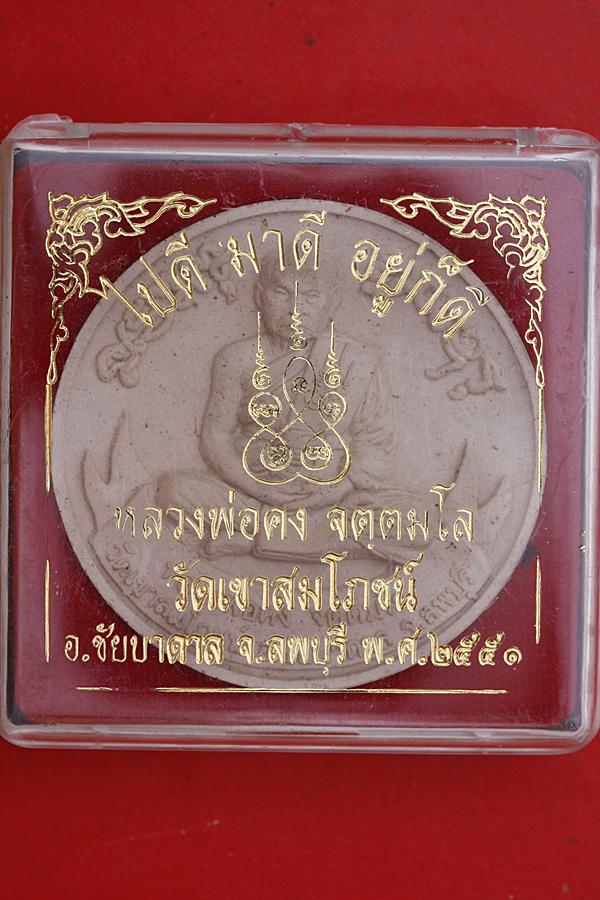 ไปดี มาดี อยู่ก็ดี
หลวงพ่อคง จตฺตมโล
วัดเขาสมโภชน์
อ.ชัยบาดาล จ.ลพบุรี พ.ศ.๒๕๕๑